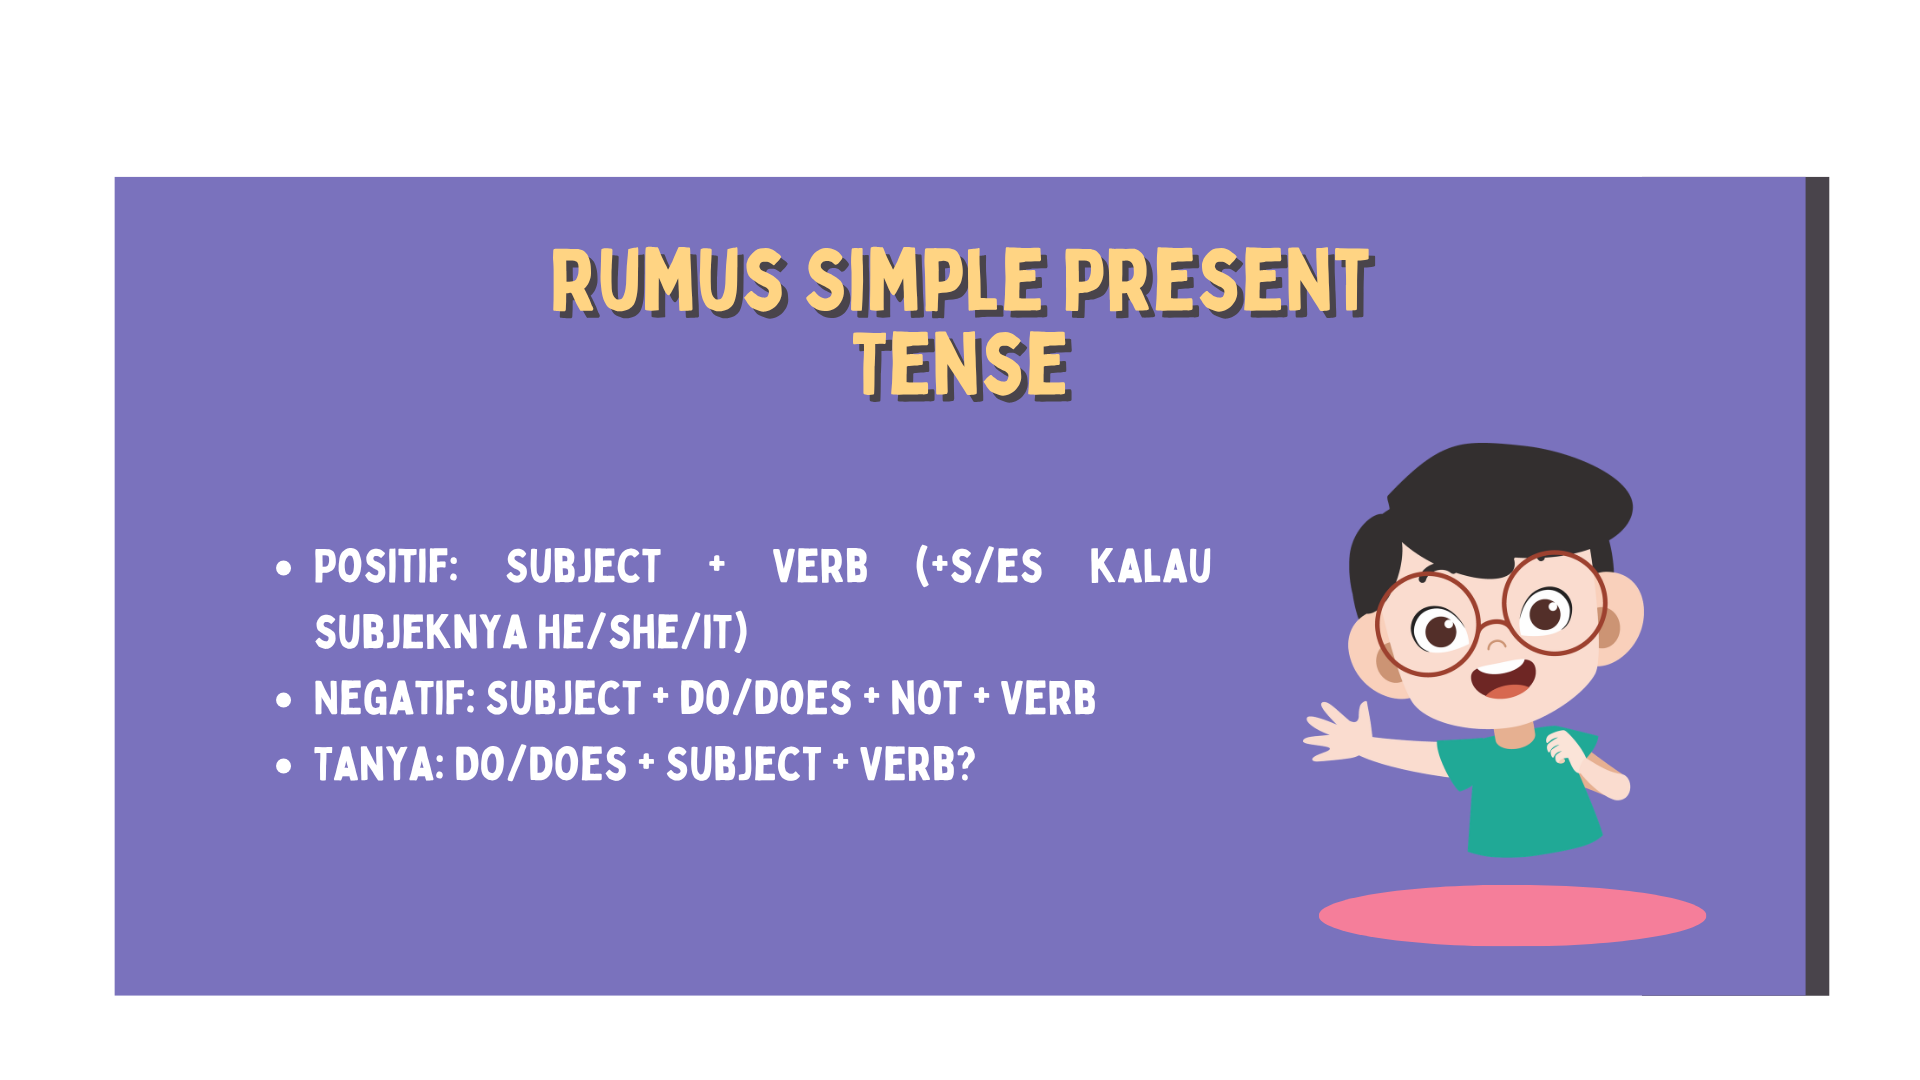 RUMUS SIMPLE PRESENT
TENSE
• POSITIF: SUBJECT + VERB (+S/ES KALAU
SUBJEKNYA HE/SHE/IT)
• NEGATIF: SUBJECT + DO/DOES + NOT + VERB
• TANYA: DO/DOES + SUBJECT + VERB?